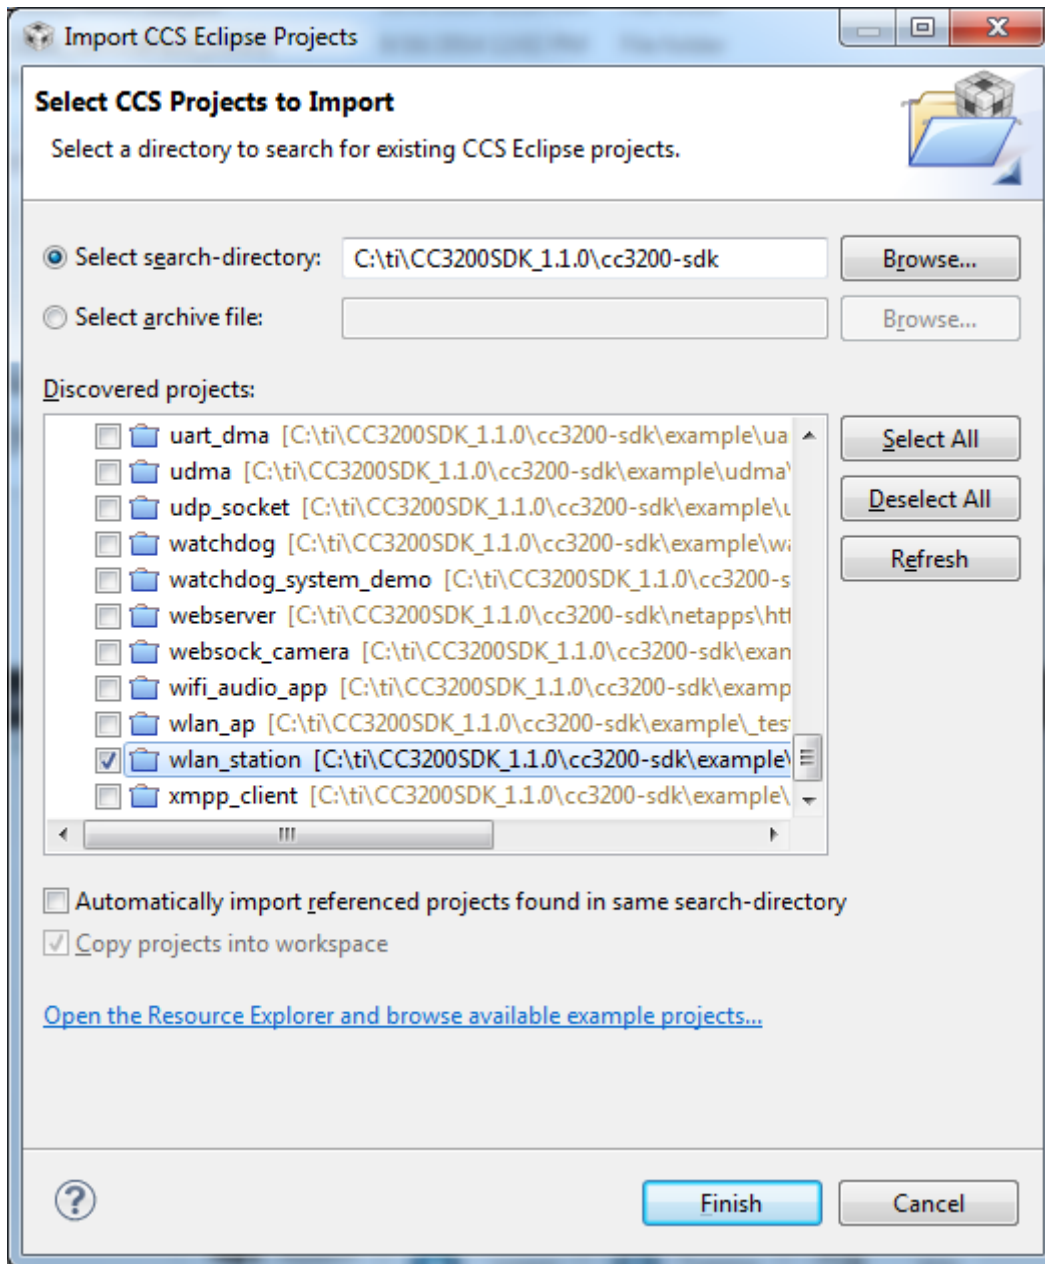 Import CCS Eclipse Projects
Select CCS Projects to Import
Select a directory to search for existing CCS Eclipse projects.
Select search-directory: C:\ti\CC3200SDK_1.1.0\cc3200-sdk Browse...
Select archive file: Browse...
Discovered projects:
uart_dma [C:\ti\CC3200SDK_1.1.0\cc3200-sdk\example\ua
udma [C:\ti\CC3200SDK_1.1.0\cc3200-sdk\example\udma\
udp_socket [C:\ti\CC3200SDK_1.1.0\cc3200-sdk\example\u
watchdog [C:\ti\CC3200SDK_1.1.0\cc3200-sdk\example\wa
watchdog_system_demo [C:\ti\CC3200SDK_1.1.0\cc3200-s
webserver [C:\ti\CC3200SDK_1.1.0\cc3200-sdk\netapps\htt
websock_camera [C:\ti\CC3200SDK_1.1.0\cc3200-sdk\exan
wifi_audio_app [C:\ti\CC3200SDK_1.1.0\cc3200-sdk\examp
wlan_ap [C:\ti\CC3200SDK_1.1.0\cc3200-sdk\example\_tes
wlan_station [C:\ti\CC3200SDK_1.1.0\cc3200-sdk\example\
xmpp_client [C:\ti\CC3200SDK_1.1.0\cc3200-sdk\example\
Select All
Deselect All
Refresh
Automatically import referenced projects found in same search-directory
Copy projects into workspace
Open the Resource Explorer and browse available example projects...
? Finish Cancel